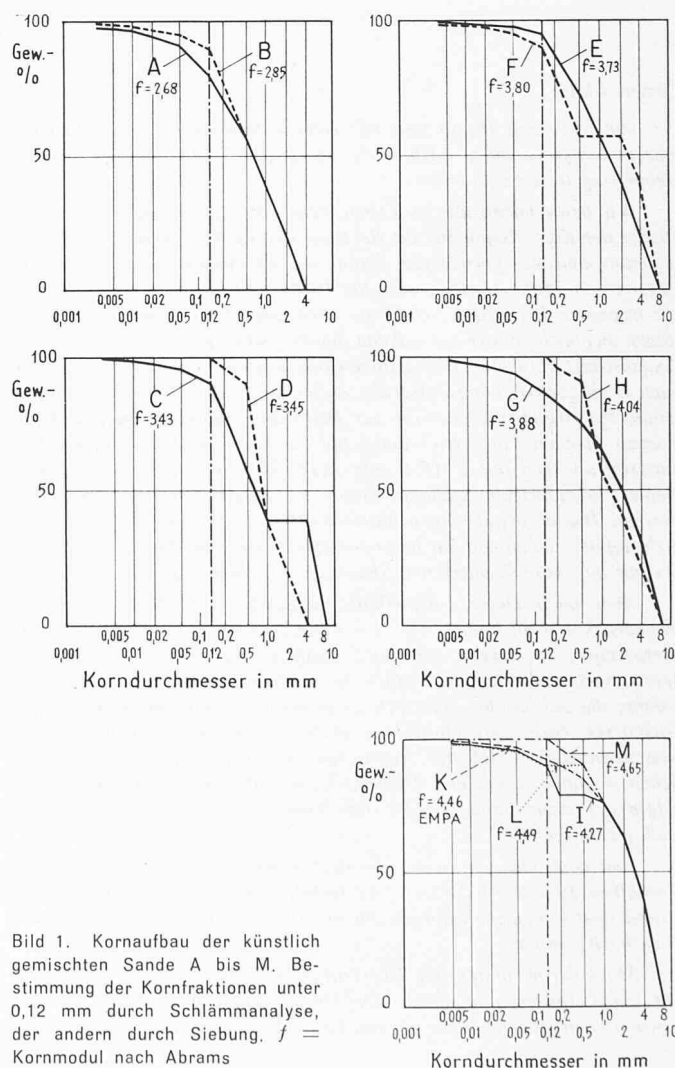 100
Gew.-
%
A
f=2,68
B
f=2,85
50
0
0,005 0,02 0,1 0,2 1,0 4
0,001 0,01 0,05 0,12 0,5 2 10
100
Gew.-
%
E
f=3,73
F
f=3,80
50
0
0,005 0,02 0,1 0,2 1,0 4 8
0,001 0,01 0,05 0,12 0,5 2 10
100
Gew.-
%
C
f=3,43
D
f=3,45
50
0
0,005 0,02 0,1 0,2 1,0 4 8
0,001 0,01 0,05 0,12 0,5 2 10
Korndurchmesser in mm
100
Gew.-
%
G
f=3,88
H
f=4,04
50
0
0,005 0,02 0,1 0,2 1,0 4 8
0,001 0,01 0,05 0,12 0,5 2 10
Korndurchmesser in mm
100
Gew.-
%
K
f=4,46
EMPA
L
f=4,49
M
f=4,65
I
f=4,27
50
0
0,005 0,02 0,1 0,2 1,0 4 8
0,001 0,01 0,05 0,12 0,5 2 10
Korndurchmesser in mm
Bild 1. Kornaufbau der künstlich
gemischten Sande A bis M. Be-
stimmung der Kornfraktionen unter
0,12 mm durch Schlämmanalyse,
der andern durch Siebung. f =
Kornmodul nach Abrams